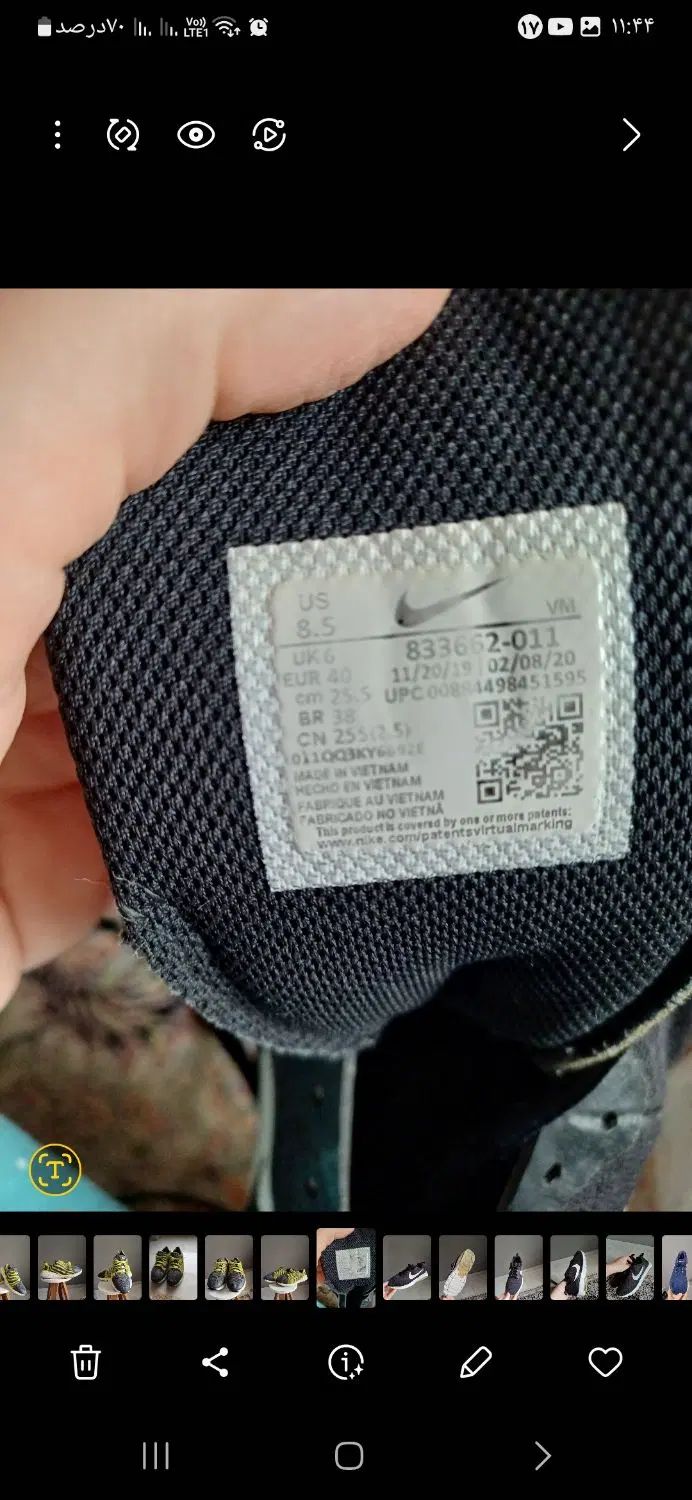 ۷۰درصد Vo)) LTE1 ۱۷ ۱۱:۴۴
US
8.5
VM
UK 6
833662-011
EUR 40
11/20/19 02/08/20
cm 25.5
BR 38
CN 255(2.5)
MADE IN VIETNAM
HECHO EN VIETNAM
FABRIQUE AU VIETNAM
FABRICADO NO VIETNÃ
This product is covered by one or more patents:
www.nike.com/patentsvirtualmarking
T